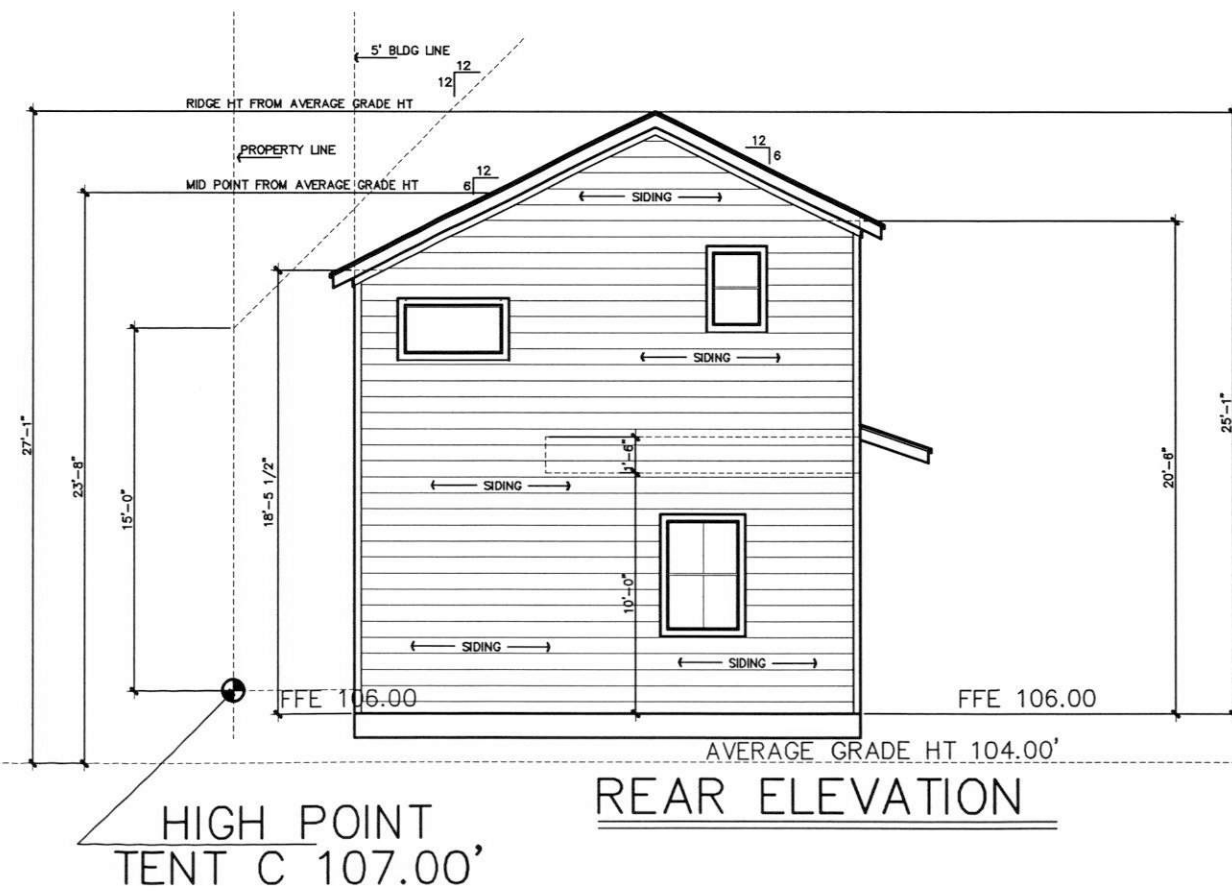 5' BLDG LINE
12
12
RIDGE HT FROM AVERAGE GRADE HT
PROPERTY LINE
12
6
MID POINT FROM AVERAGE GRADE HT
12
6
SIDING
SIDING
27'-1"
23'-8"
15'-0"
18'-5 1/2"
1'-6"
25'-1"
20'-6"
SIDING
10'-0"
SIDING
SIDING
FFE 106.00
FFE 106.00
AVERAGE GRADE HT 104.00'
REAR ELEVATION
HIGH POINT
TENT C 107.00'